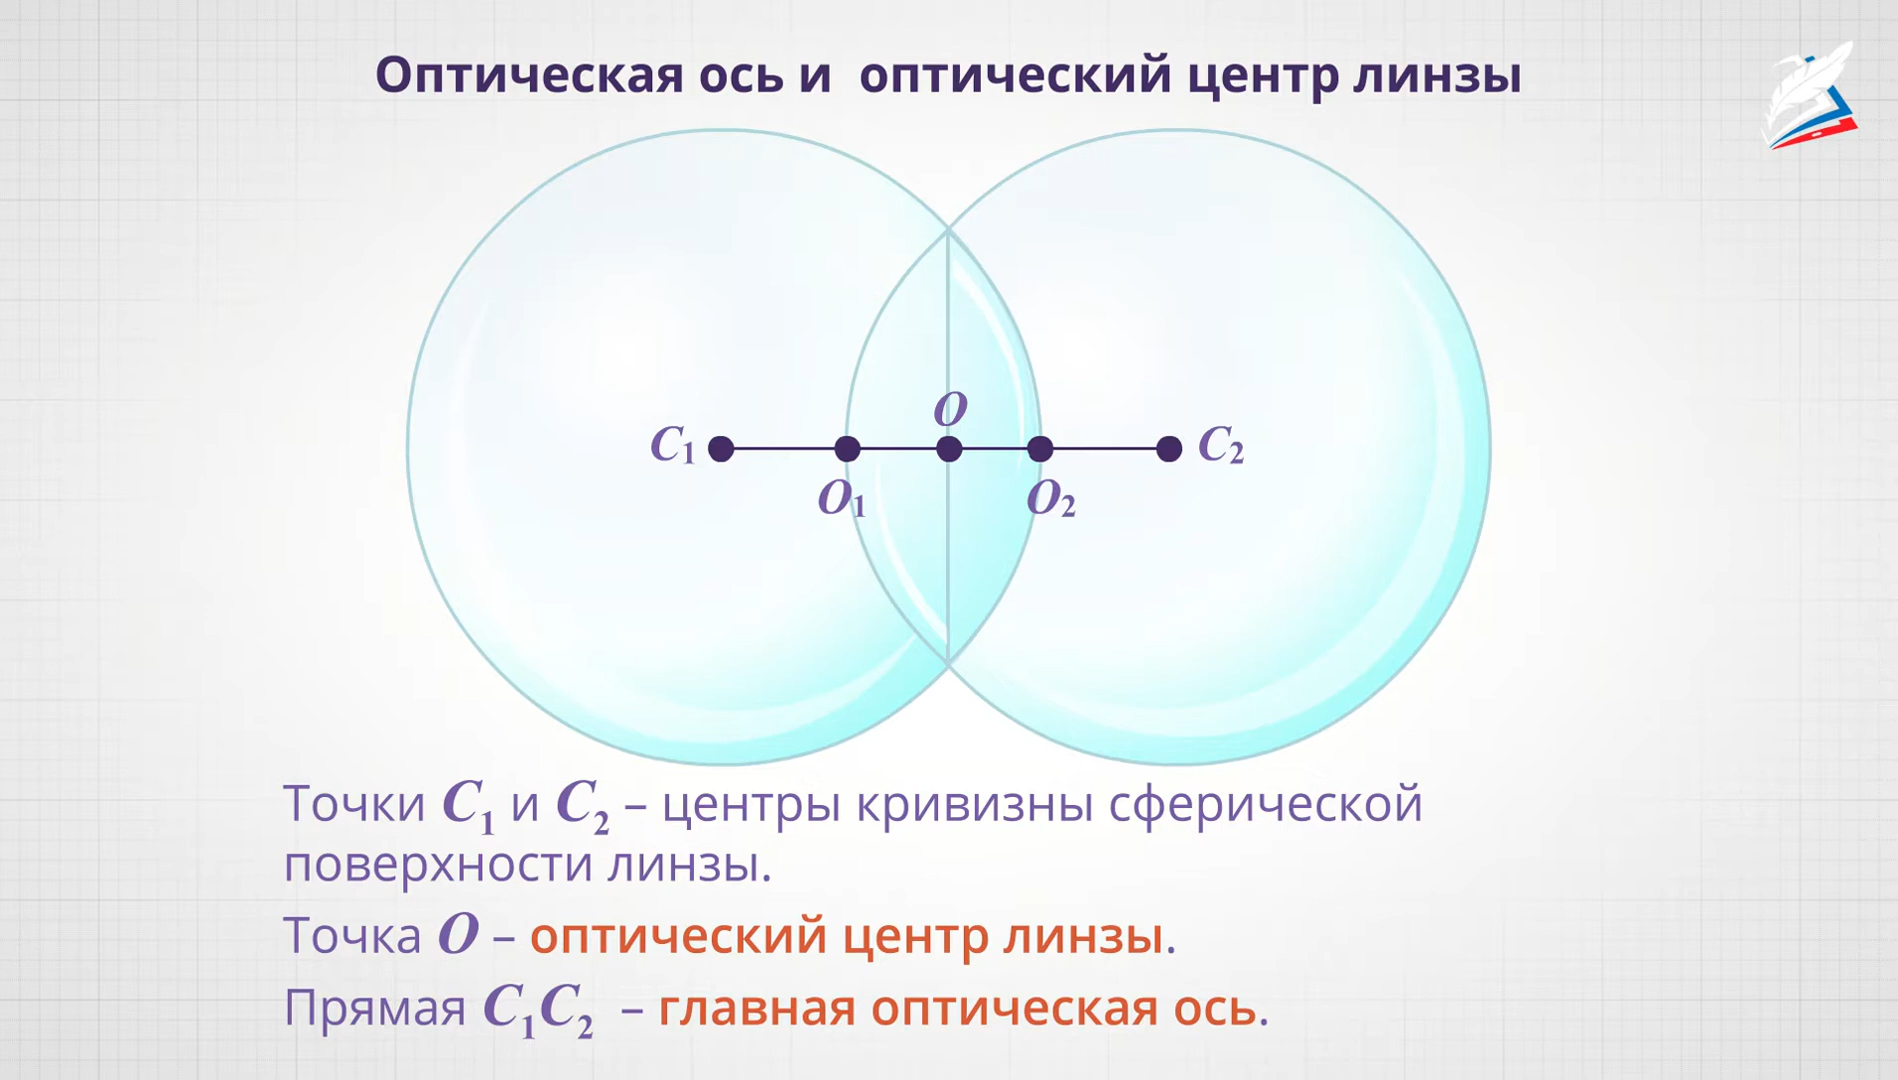 Оптическая ось и оптический центр линзы
O
C₁ C₂
O₁ O₂
Точки C₁ и C₂ – центры кривизны сферической
поверхности линзы.
Точка O – оптический центр линзы.
Прямая C₁C₂ – главная оптическая ось.